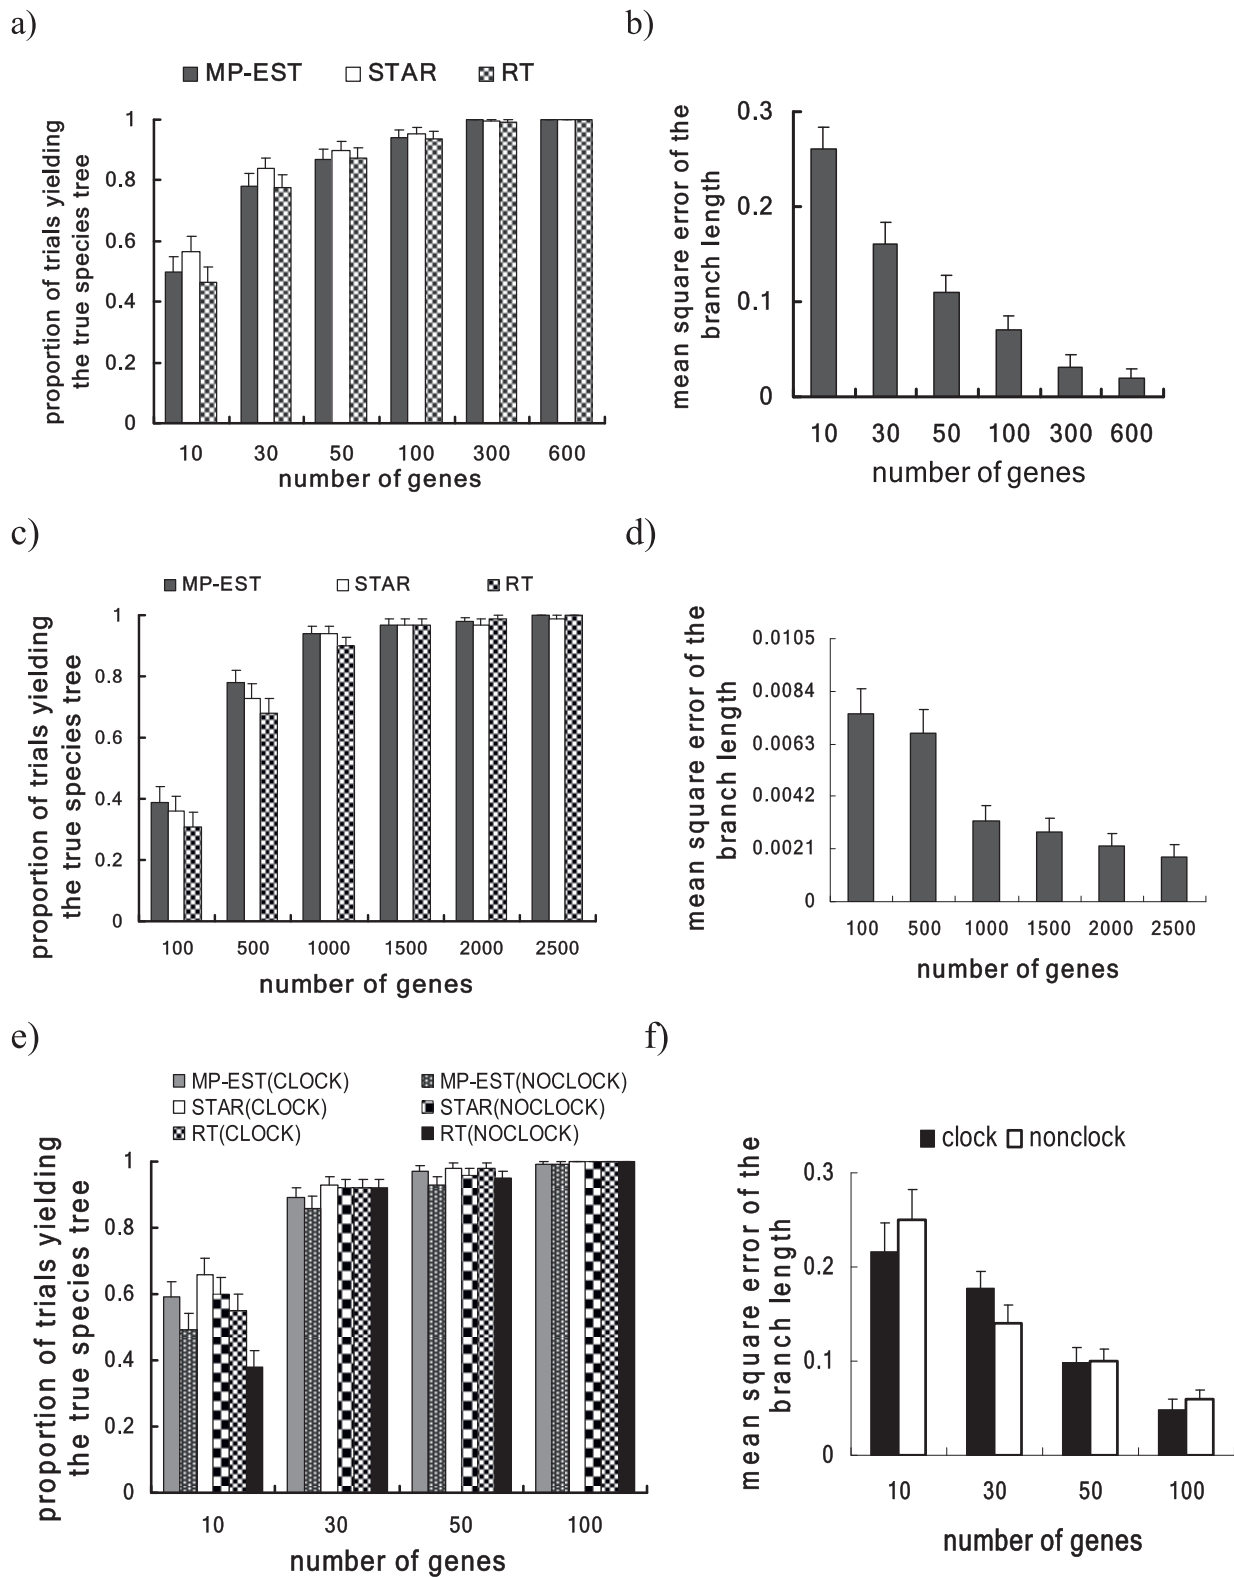 a)
MP-EST STAR RT
proportion of trials yielding
the true species tree
1
0.8
0.6
0.4
0.2
0
10 30 50 100 300 600
number of genes
b)
mean square error of the
branch length
0.3
0.2
0.1
0
10 30 50 100 300 600
number of genes
c)
MP-EST STAR RT
proportion of trials yielding
the true species tree
1
0.8
0.6
0.4
0.2
0
100 500 1000 1500 2000 2500
number of genes
d)
mean square error of the
branch length
0.0105
0.0084
0.0063
0.0042
0.0021
0
100 500 1000 1500 2000 2500
number of genes
e)
MP-EST(CLOCK) MP-EST(NOCLOCK)
STAR(CLOCK) STAR(NOCLOCK)
RT(CLOCK) RT(NOCLOCK)
proportion of trials yielding
the true species tree
1
0.8
0.6
0.4
0.2
0
10 30 50 100
number of genes
f)
clock nonclock
mean square error of the
branch length
0.3
0.2
0.1
0
10 30 50 100
number of genes